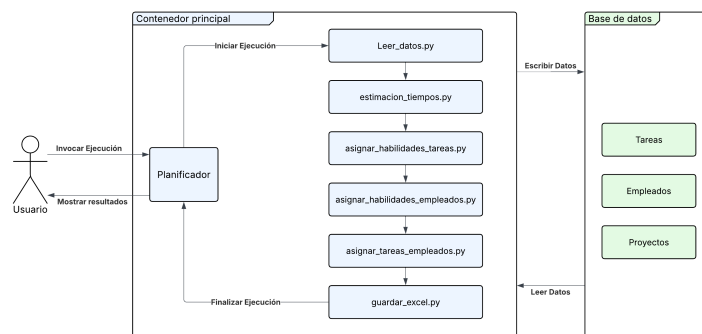 Contenedor principal
Base de datos
Iniciar Ejecución
Leer_datos.py
Escribir Datos
estimacion_tiempos.py
Invocar Ejecución
asignar_habilidades_tareas.py
Tareas
Planificador
Usuario
Mostrar resultados
asignar_habilidades_empleados.py
Empleados
asignar_tareas_empleados.py
Proyectos
Finalizar Ejecución
guardar_excel.py
Leer Datos